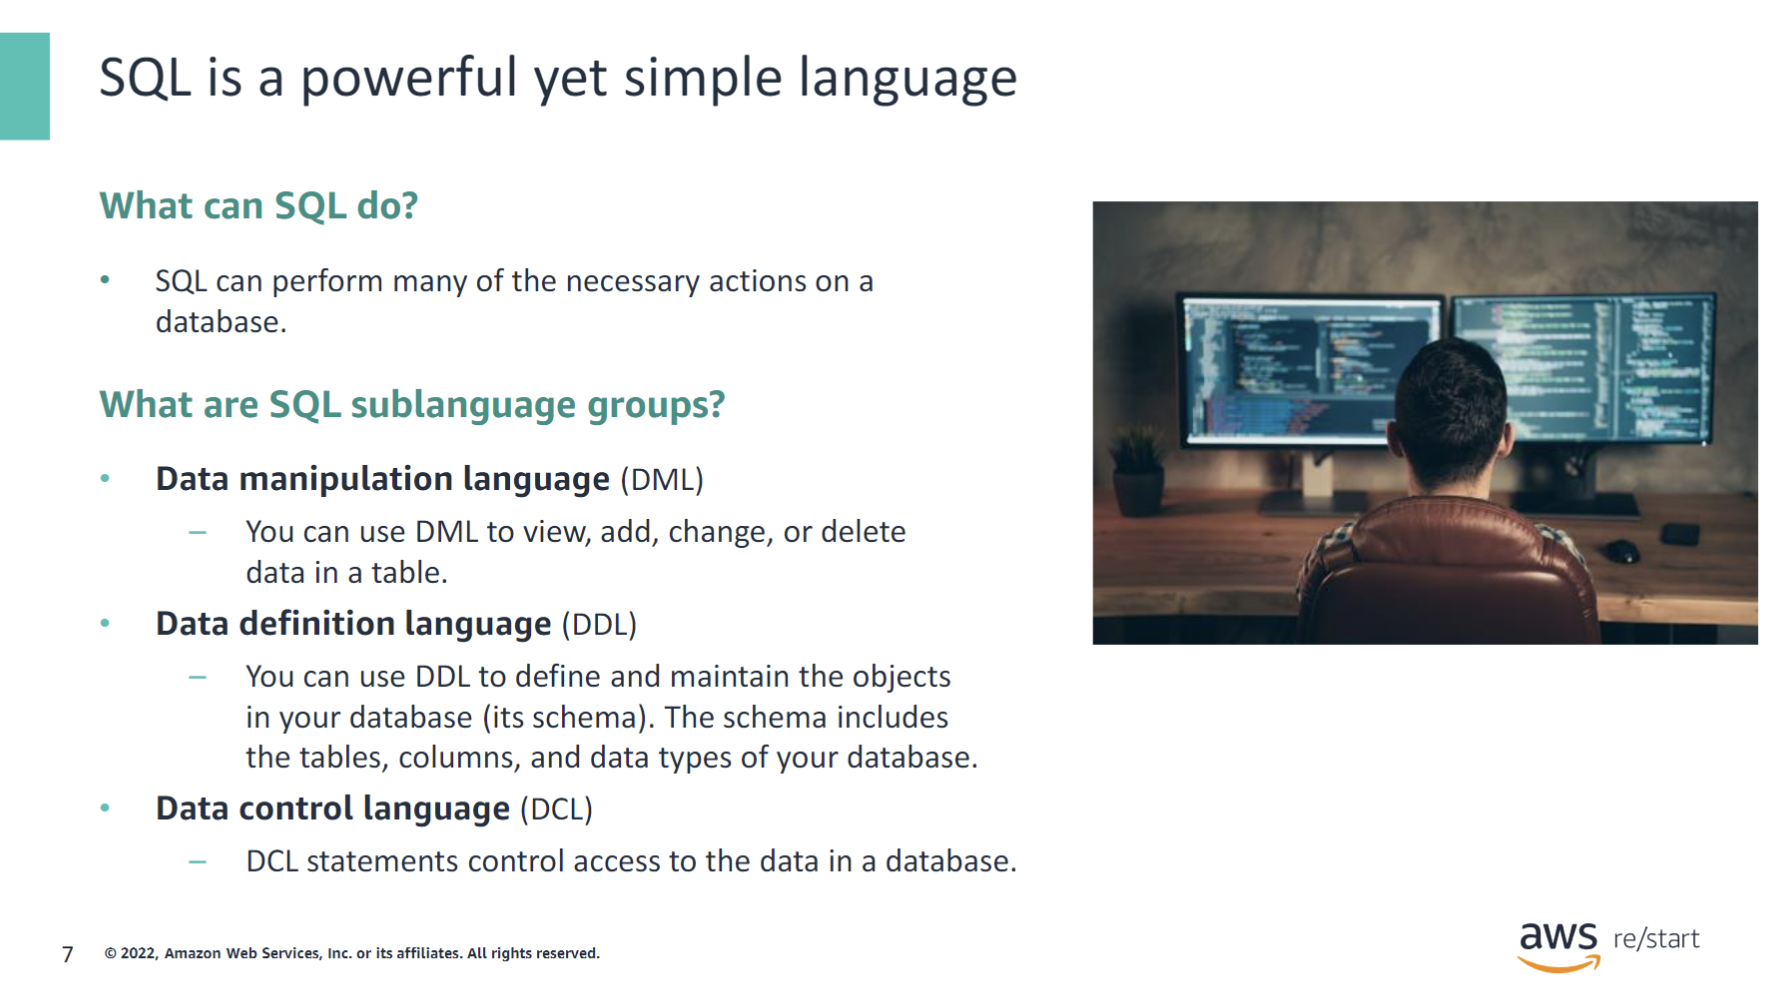 SQL is a powerful yet simple language
What can SQL do?
• SQL can perform many of the necessary actions on a
database.
What are SQL sublanguage groups?
• Data manipulation language (DML)
– You can use DML to view, add, change, or delete
data in a table.
• Data definition language (DDL)
– You can use DDL to define and maintain the objects
in your database (its schema). The schema includes
the tables, columns, and data types of your database.
• Data control language (DCL)
– DCL statements control access to the data in a database.
7 © 2022, Amazon Web Services, Inc. or its affiliates. All rights reserved.
aws re/start